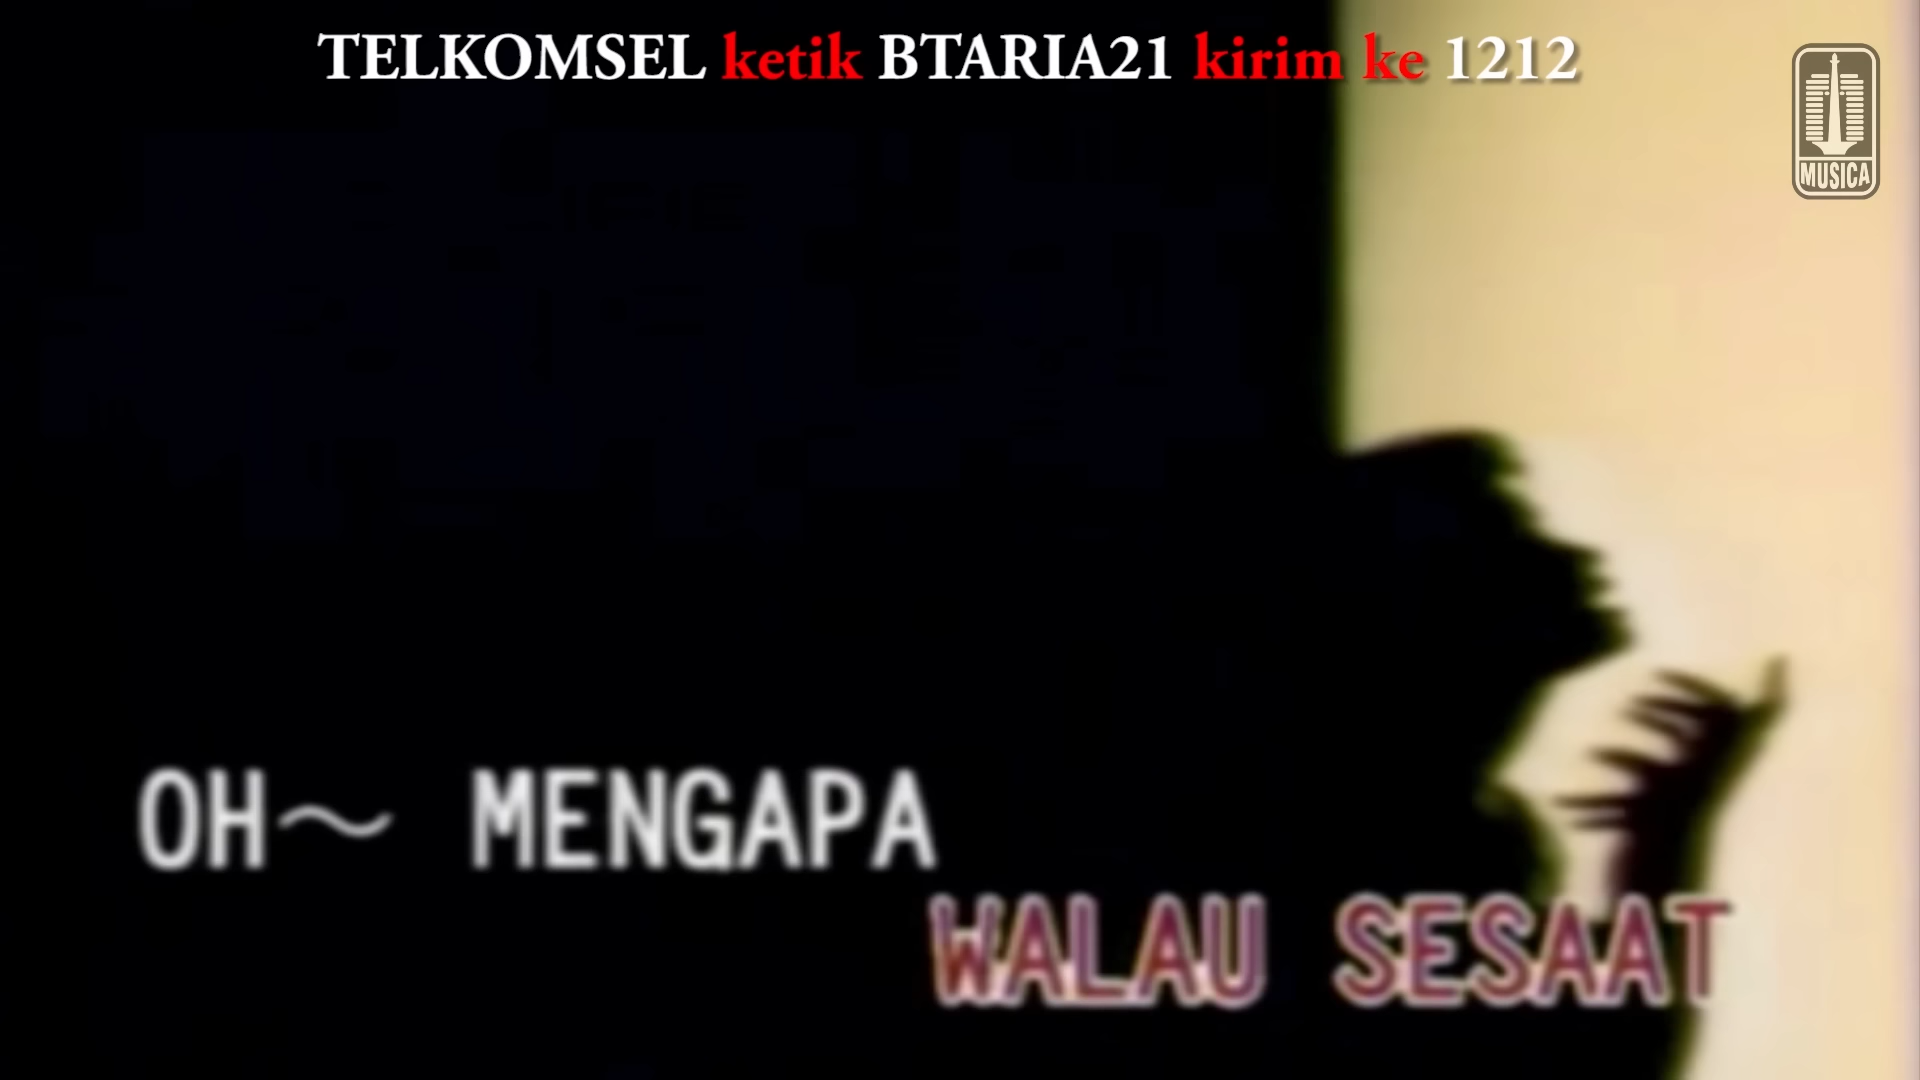 TELKOMSEL ketik BTARIA21 kirim ke 1212
MUSICA
OH～ MENGAPA
WALAU SESAAT